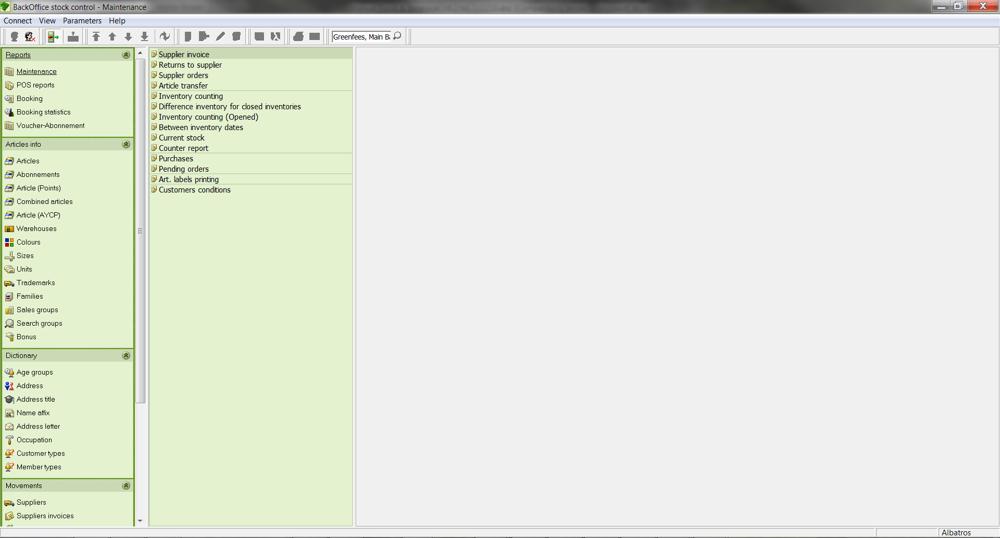 BackOffice stock control - Maintenance
Connect View Parameters Help
Greenfees, Main B
Reports
Maintenance
POS reports
Booking
Booking statistics
Voucher-Abonnement
Articles info
Articles
Abonnements
Article (Points)
Combined articles
Article (AYCP)
Warehouses
Colours
Sizes
Units
Trademarks
Families
Sales groups
Search groups
Bonus
Dictionary
Age groups
Address
Address title
DE
Name affix
Address letter
Occupation
Customer types
Member types
Movements
Suppliers
Suppliers invoices
Supplier invoice
Returns to supplier
Supplier orders
Article transfer
Inventory counting
Difference inventory for closed inventories
Inventory counting (Opened)
Between inventory dates
Current stock
Counter report
Purchases
Pending orders
Art. labels printing
Customers conditions
Albatros